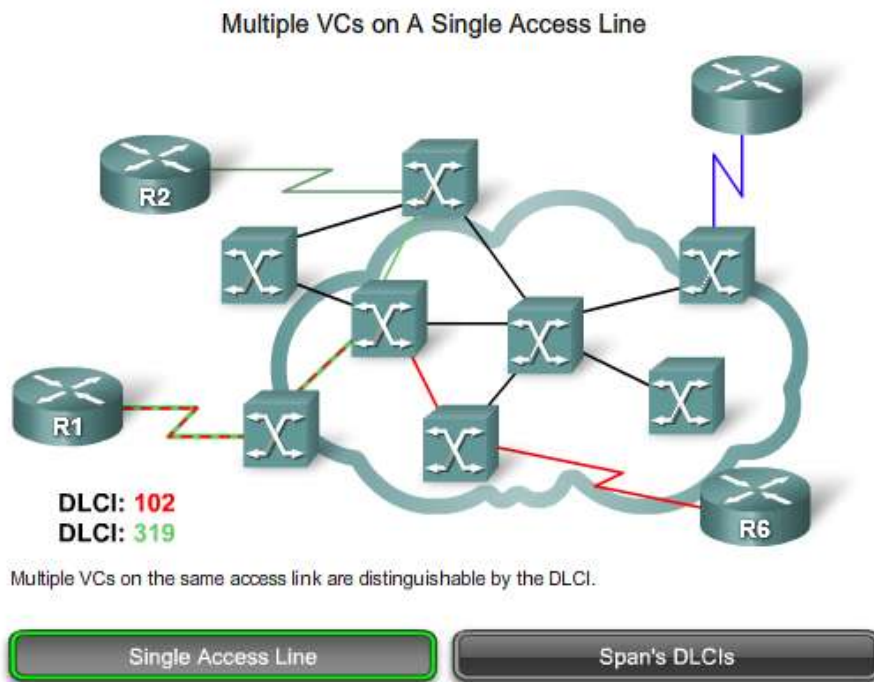 Multiple VCs on A Single Access Line
R2
R1
DLCI: 102
DLCI: 319
R6
Multiple VCs on the same access link are distinguishable by the DLCI.
Single Access Line
Span's DLCIs